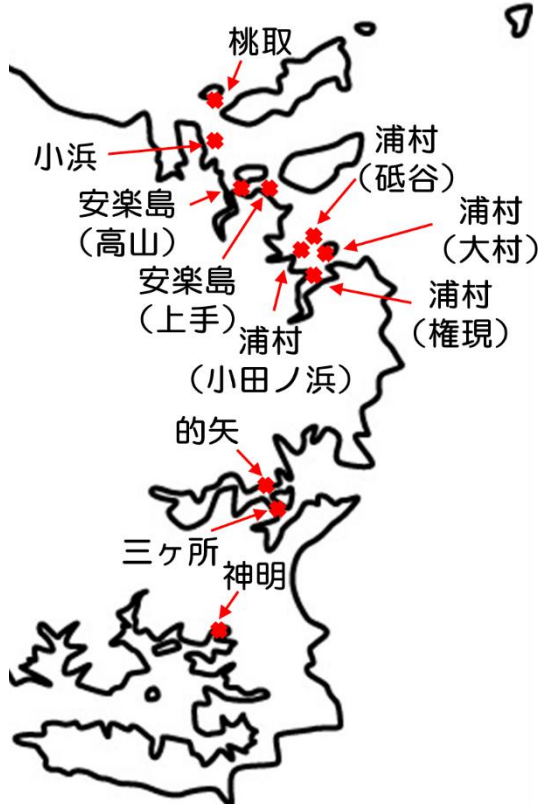 桃取
小浜
浦村
（砥谷）
安楽島
（高山）
浦村
（大村）
安楽島
（上手）
浦村
（権現）
浦村
（小田ノ浜）
的矢
三ヶ所
神明